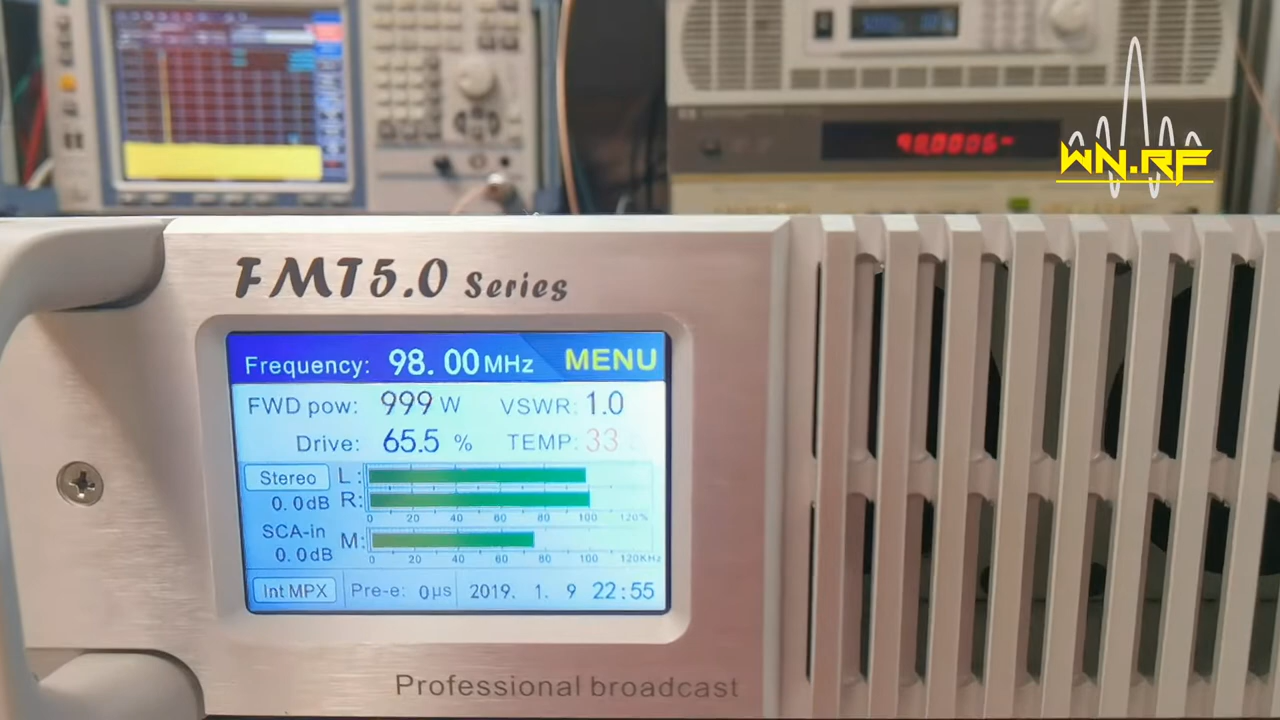 WN.RF
FMT5.0 Series
Frequency: 98.00MHz MENU
FWD pow: 999 W VSWR: 1.0
Drive: 65.5 % TEMP: 33
Stereo L:
0.0dB R:
0 20 40 60 80 100 120%
SCA-in
0.0dB M:
0 20 40 60 80 100 120KHz
Int MPX Pre-e: 0μs 2019. 1. 9 22:55
Professional broadcast